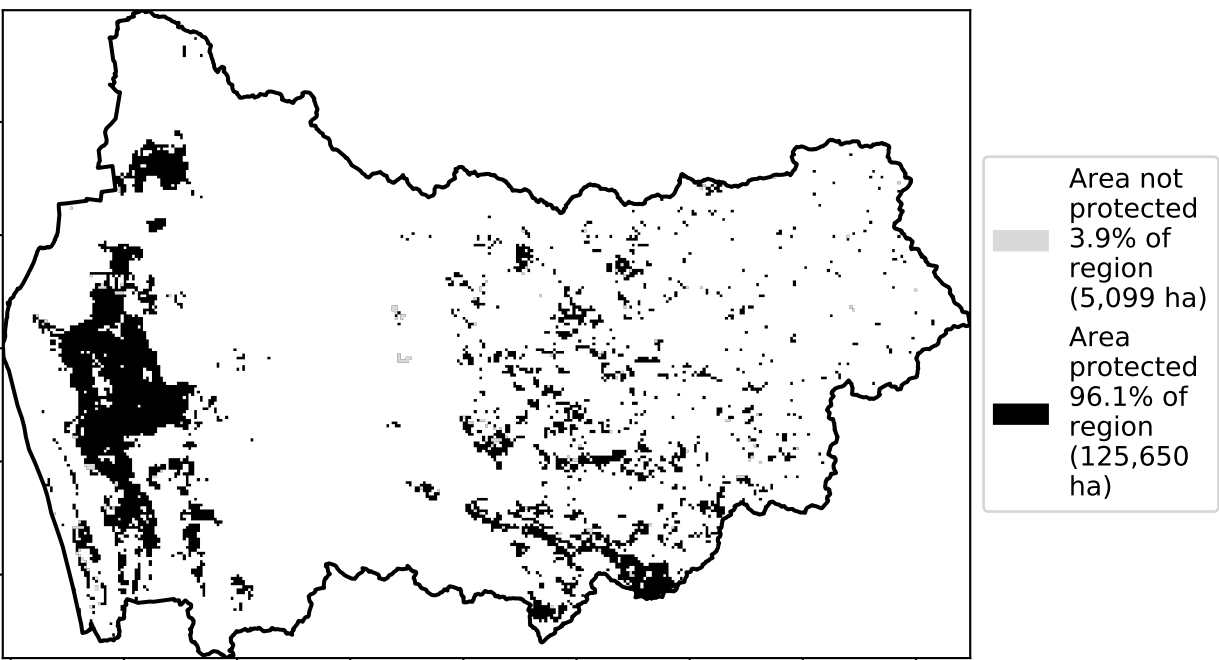 Area not
protected
3.9% of
region
(5,099 ha)
Area
protected
96.1% of
region
(125,650
ha)